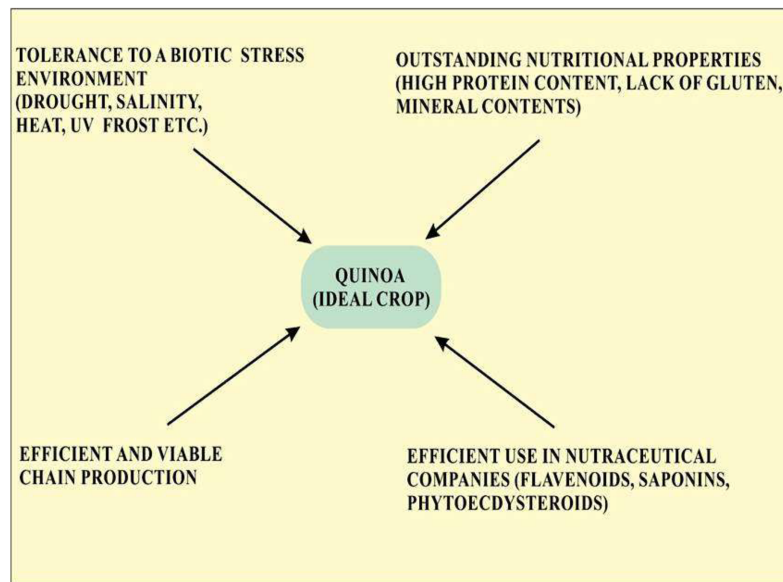 TOLERANCE TO A BIOTIC STRESS
ENVIRONMENT
(DROUGHT, SALINITY,
HEAT, UV FROST ETC.)
OUTSTANDING NUTRITIONAL PROPERTIES
(HIGH PROTEIN CONTENT, LACK OF GLUTEN,
MINERAL CONTENTS)
QUINOA
(IDEAL CROP)
EFFICIENT AND VIABLE
CHAIN PRODUCTION
EFFICIENT USE IN NUTRACEUTICAL
COMPANIES (FLAVENOIDS, SAPONINS,
PHYTOECDYSTEROIDS)